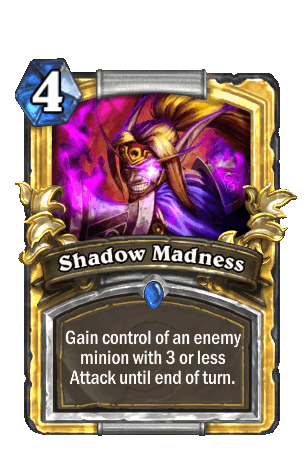 4
Shadow Madness
Gain control of an enemy
minion with 3 or less
Attack until end of turn.